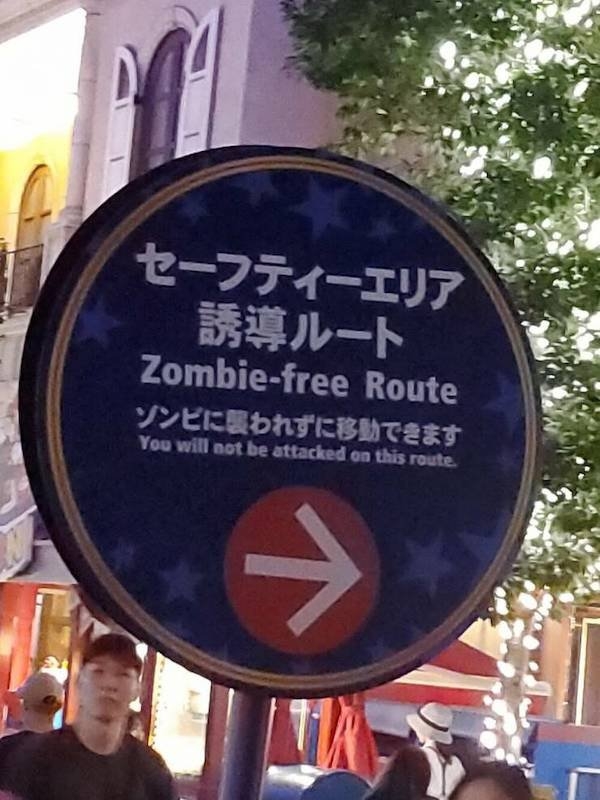 セーフティーエリア
誘導ルート
Zombie-free Route
ゾンビに襲われずに移動できます
You will not be attacked on this route.